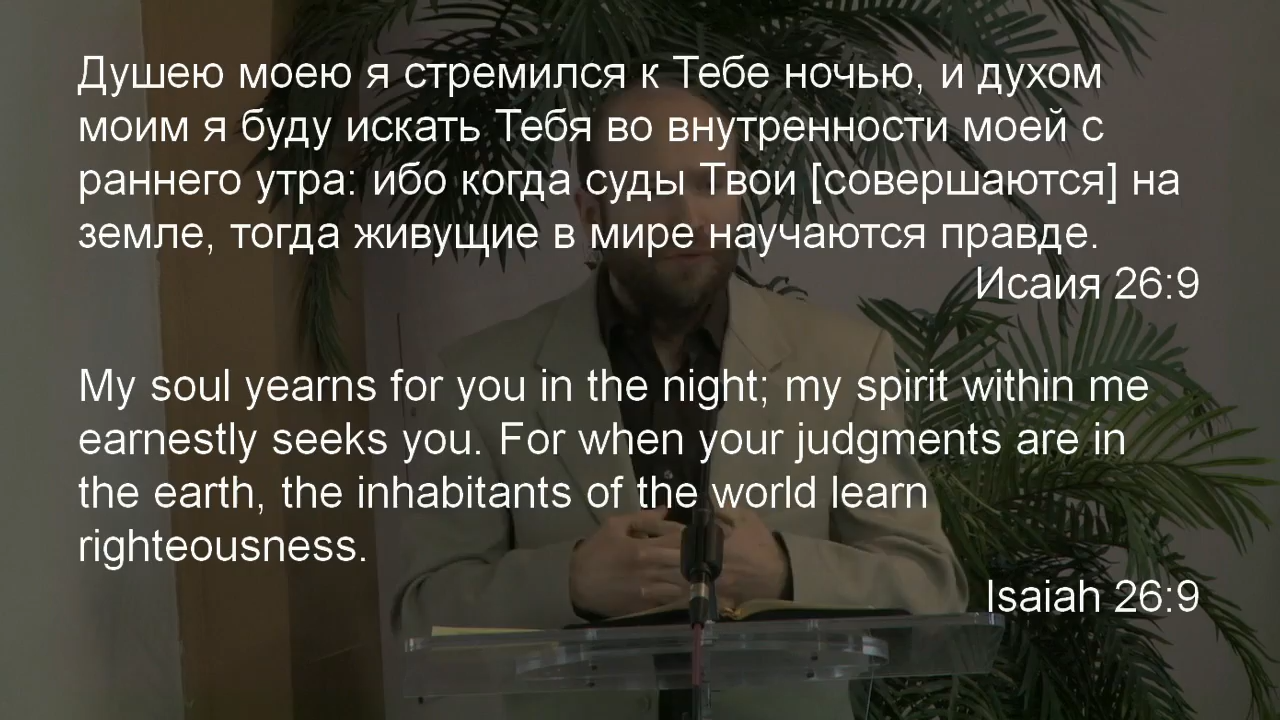 Душею моею я стремился к Тебе ночью, и духом
моим я буду искать Тебя во внутренности моей с
раннего утра: ибо когда суды Твои [совершаются] на
земле, тогда живущие в мире научаются правде.
Исаия 26:9
My soul yearns for you in the night; my spirit within me
earnestly seeks you. For when your judgments are in
the earth, the inhabitants of the world learn
righteousness.
Isaiah 26:9